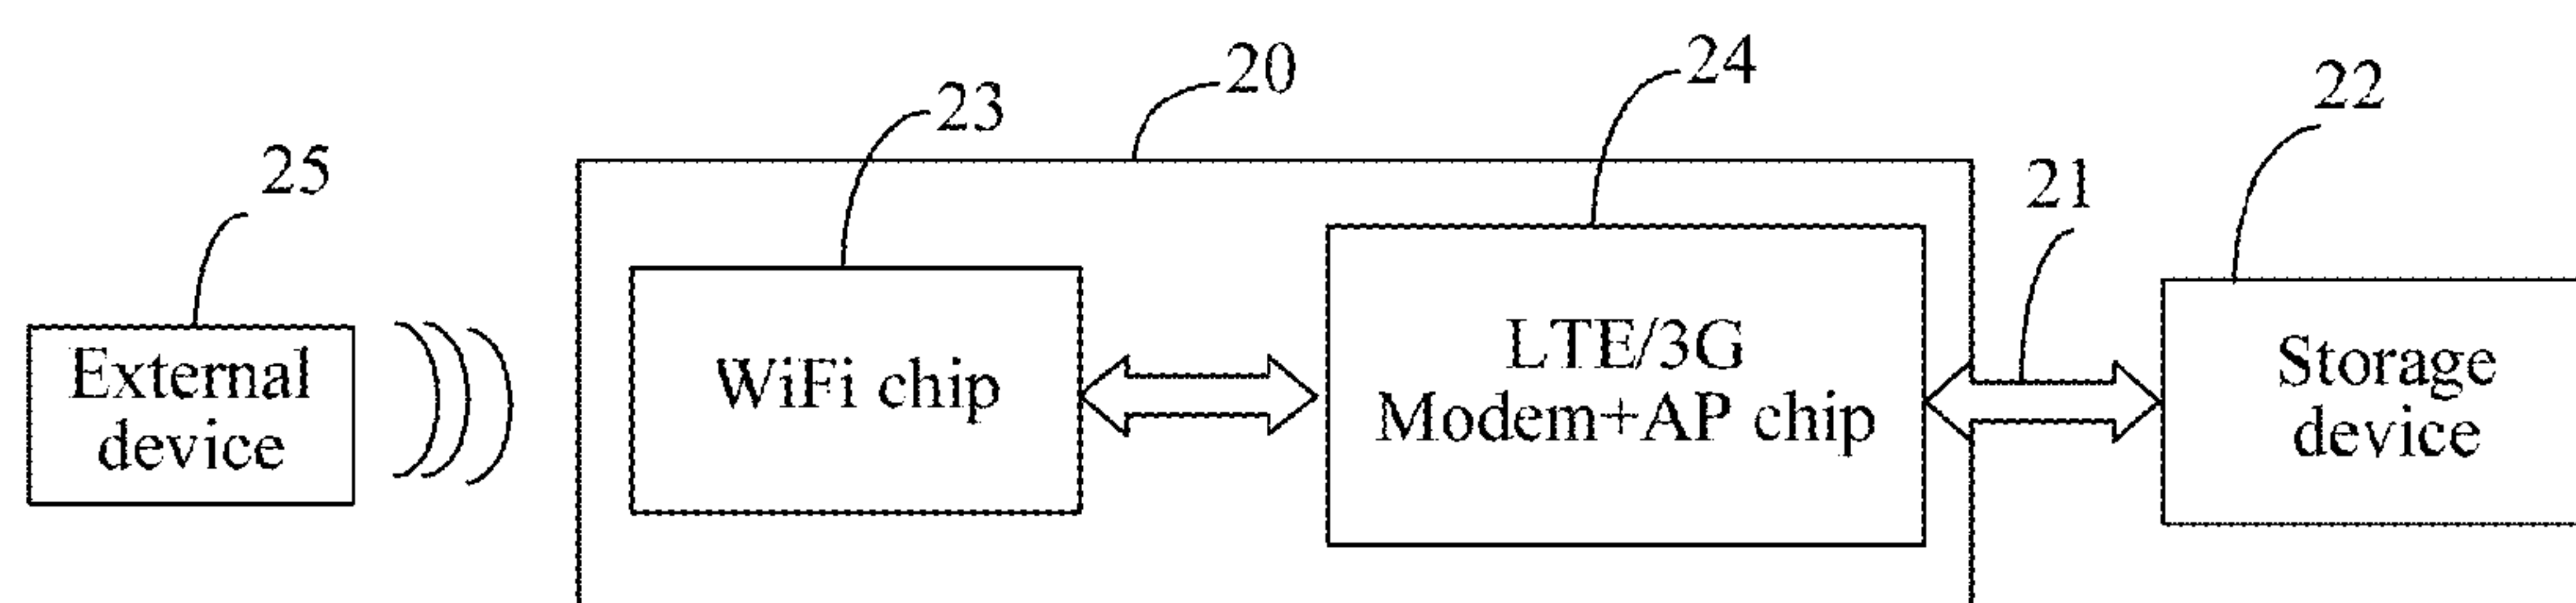 20
24
23
22
25
21
External
device
WiFi chip
LTE/3G
Modem+AP chip
Storage
device